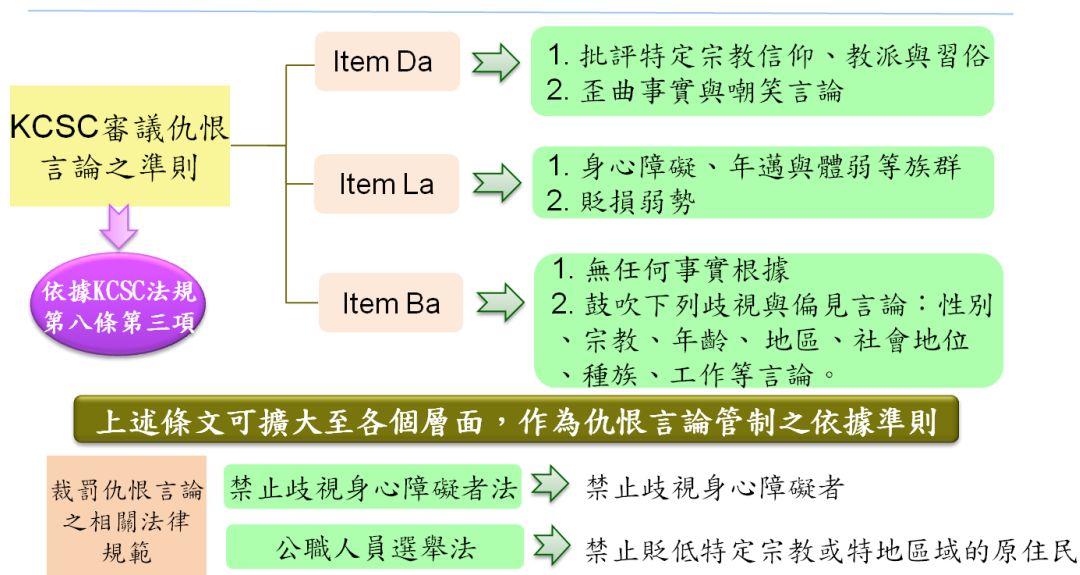 KCSC審議仇恨
言論之準則
依據KCSC法規
第八條第三項
Item Da
1. 批評特定宗教信仰、教派與習俗
2. 歪曲事實與嘲笑言論
Item La
1. 身心障礙、年邁與體弱等族群
2. 貶損弱勢
Item Ba
1. 無任何事實根據
2. 鼓吹下列歧視與偏見言論：性別
、宗教、年齡、地區、社會地位
、種族、工作等言論。
上述條文可擴大至各個層面，作為仇恨言論管制之依據準則
裁罰仇恨言論
之相關法律
規範
禁止歧視身心障礙者法
禁止歧視身心障礙者
公職人員選舉法
禁止貶低特定宗教或特地區域的原住民